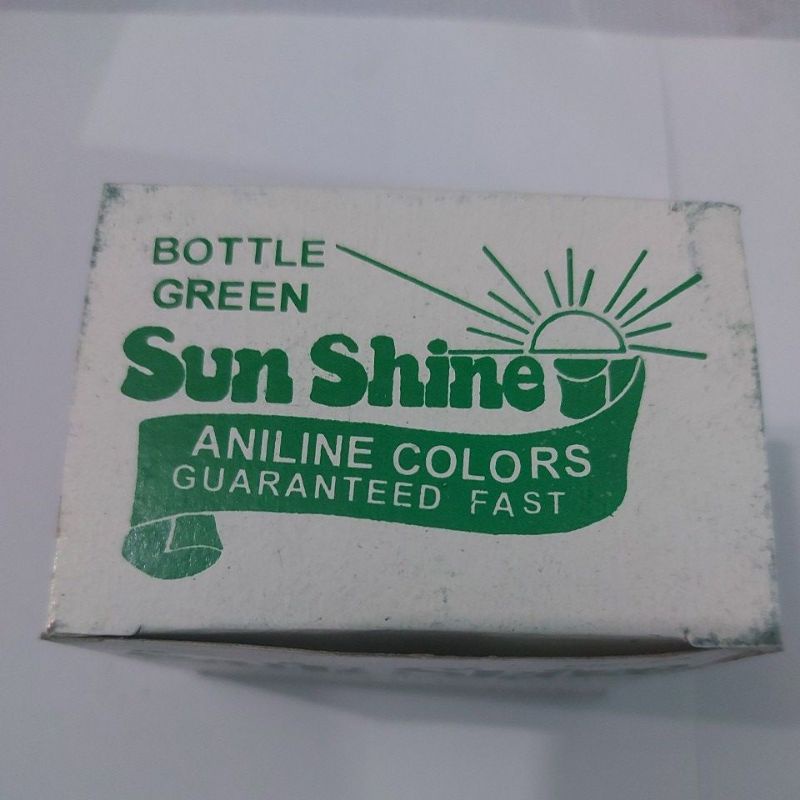 BOTTLE
GREEN
Sun Shine
ANILINE COLORS
GUARANTEED FAST